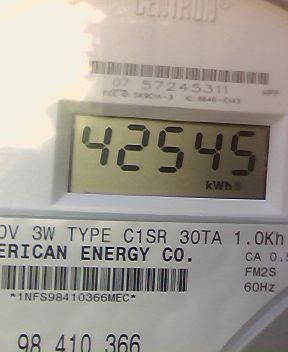 CENTRON
07 57245311
42545
kWh
0V 3W TYPE C1SR 30TA 1.0Kh
ERICAN ENERGY CO. CA 0.5
FM2S
*1NFS98410366MEC* 60Hz
98 410 366